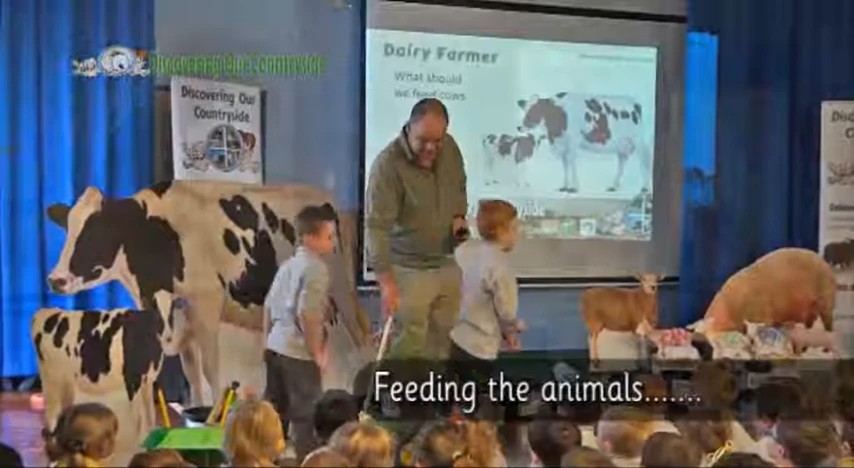 Discovering Our Countryside
Discovering Our
Countryside
Dairy Farmer
What should
we feed cows
Feeding the animals.......